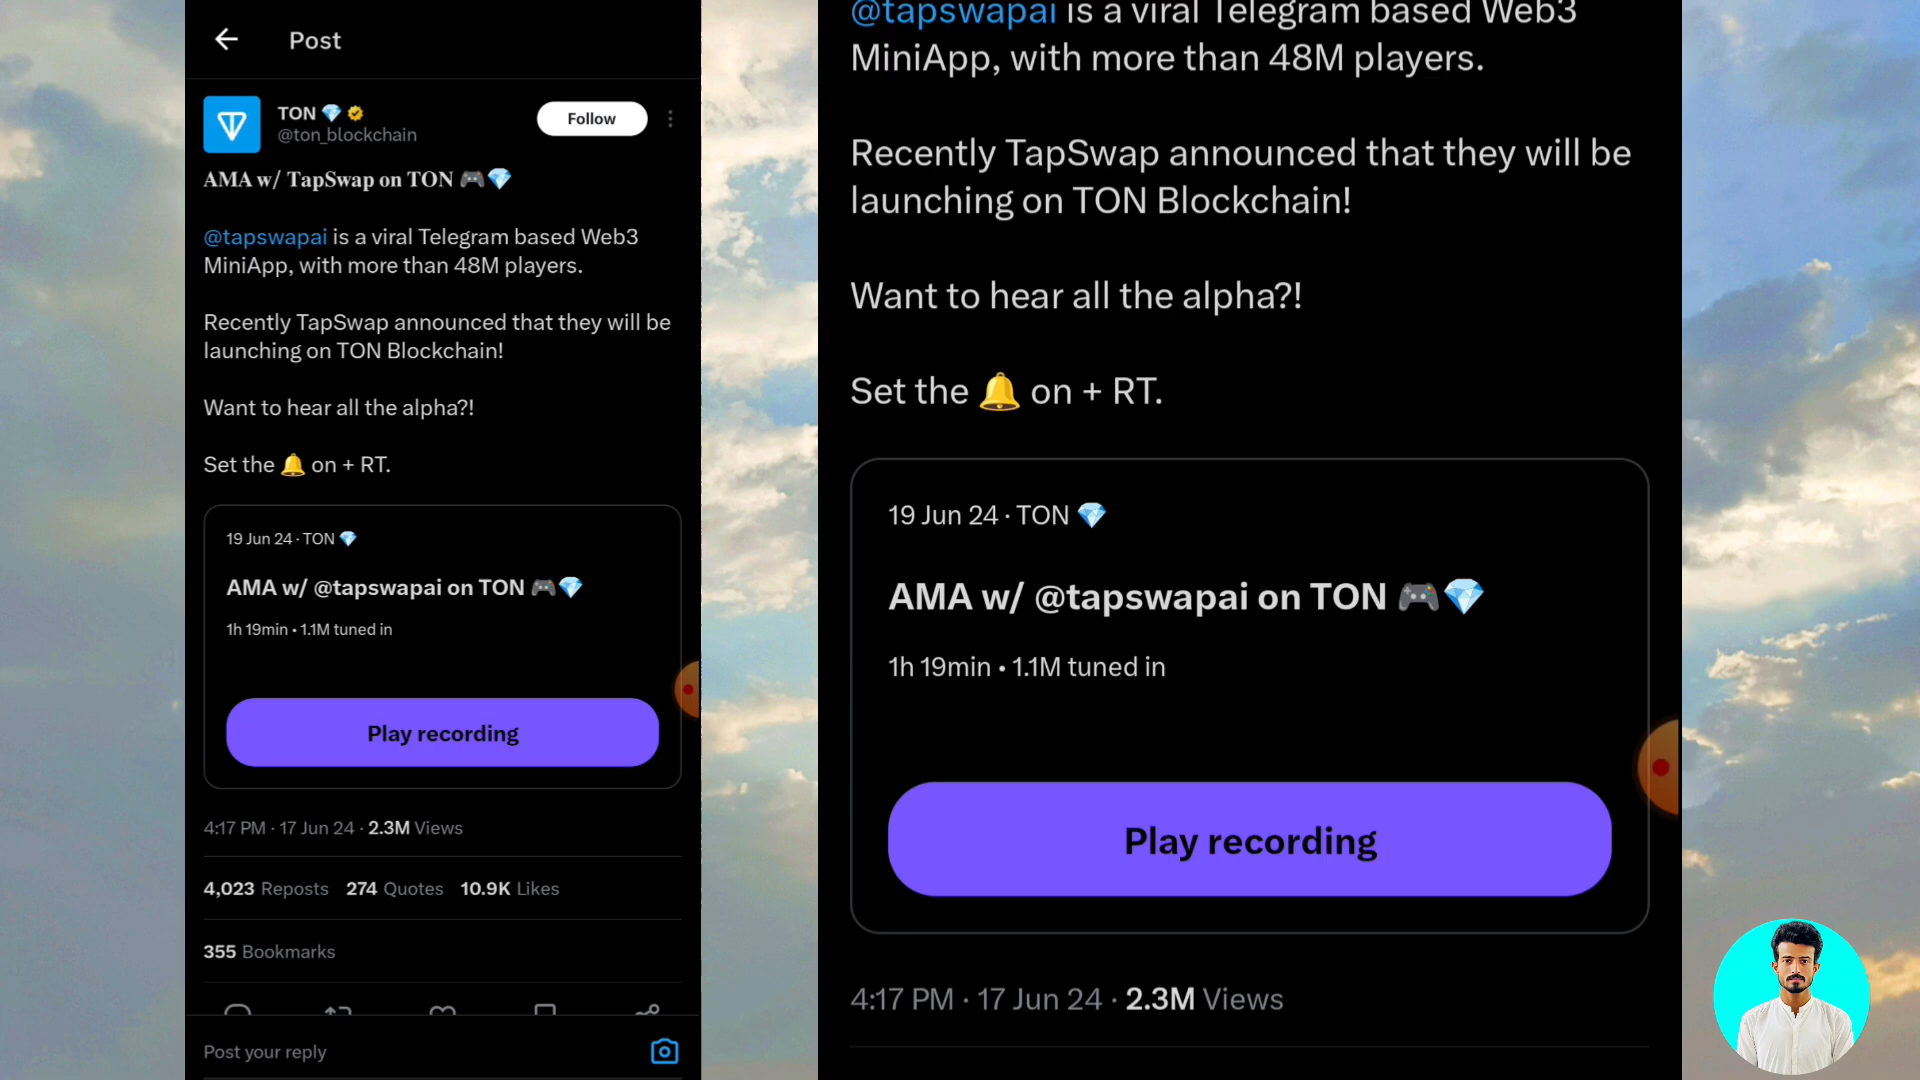 Post
TON 💎
@ton_blockchain
Follow
AMA w/ TapSwap on TON 🎮💎
@tapswapai is a viral Telegram based Web3
MiniApp, with more than 48M players.
Recently TapSwap announced that they will be
launching on TON Blockchain!
Want to hear all the alpha?!
Set the 🔔 on + RT.
19 Jun 24 · TON 💎
AMA w/ @tapswapai on TON 🎮💎
1h 19min • 1.1M tuned in
Play recording
4:17 PM · 17 Jun 24 · 2.3M Views
4,023 Reposts 274 Quotes 10.9K Likes
355 Bookmarks
Post your reply
@tapswapai is a viral Telegram based Web3
MiniApp, with more than 48M players.
Recently TapSwap announced that they will be
launching on TON Blockchain!
Want to hear all the alpha?!
Set the 🔔 on + RT.
19 Jun 24 · TON 💎
AMA w/ @tapswapai on TON 🎮💎
1h 19min • 1.1M tuned in
Play recording
4:17 PM · 17 Jun 24 · 2.3M Views